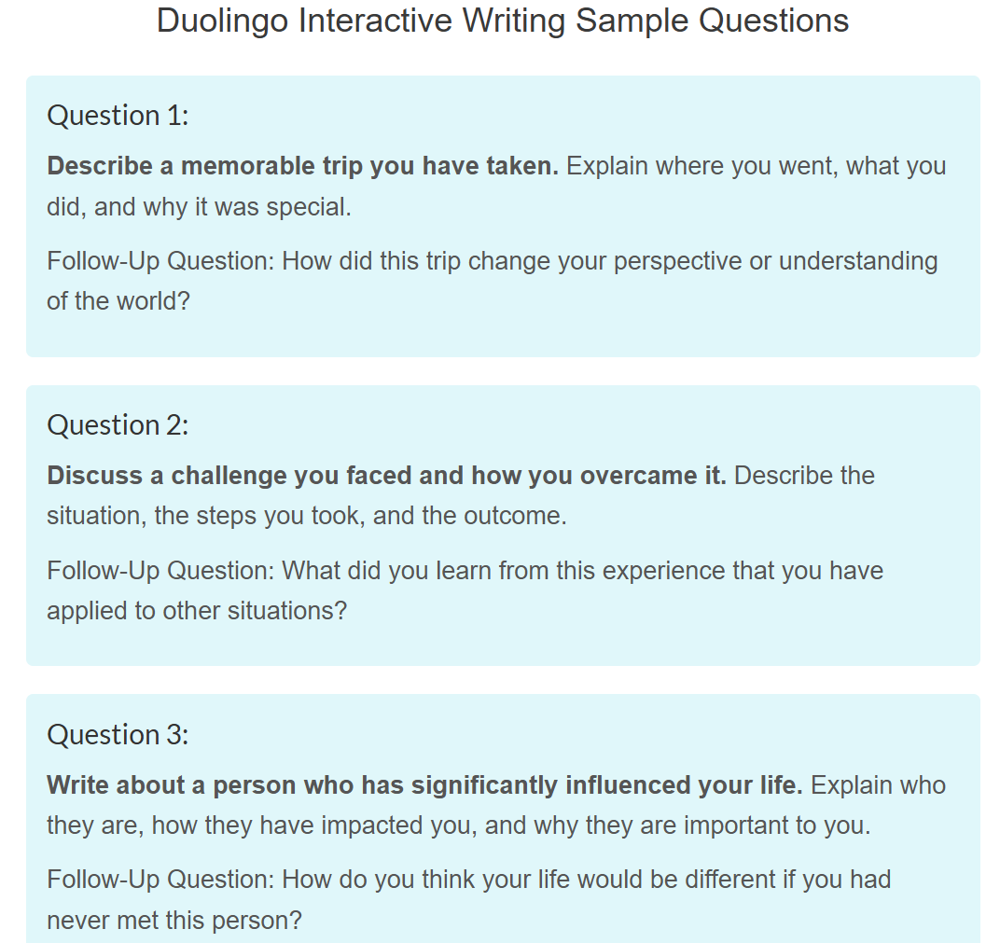 Duolingo Interactive Writing Sample Questions
Question 1:
Describe a memorable trip you have taken. Explain where you went, what you
did, and why it was special.
Follow-Up Question: How did this trip change your perspective or understanding
of the world?
Question 2:
Discuss a challenge you faced and how you overcame it. Describe the
situation, the steps you took, and the outcome.
Follow-Up Question: What did you learn from this experience that you have
applied to other situations?
Question 3:
Write about a person who has significantly influenced your life. Explain who
they are, how they have impacted you, and why they are important to you.
Follow-Up Question: How do you think your life would be different if you had
never met this person?